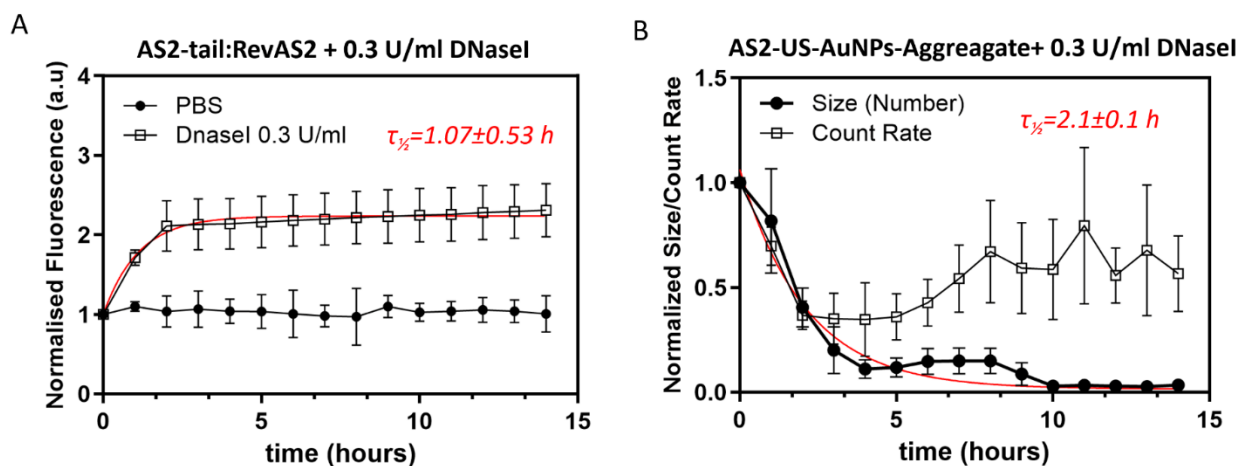 A
AS2-tail:RevAS2 + 0.3 U/ml DNaseI
Normalised Fluorescence (a.u)
4
3
2
1
0
PBS
DnaseI 0.3 U/ml
τ½=1.07±0.53 h
0 5 10 15
time (hours)
B
AS2-US-AuNPs-Aggreagate+ 0.3 U/ml DNaseI
Normalized Size/Count Rate
1.5
1.0
0.5
0.0
Size (Number)
Count Rate
τ½=2.1±0.1 h
0 5 10 15
time (hours)